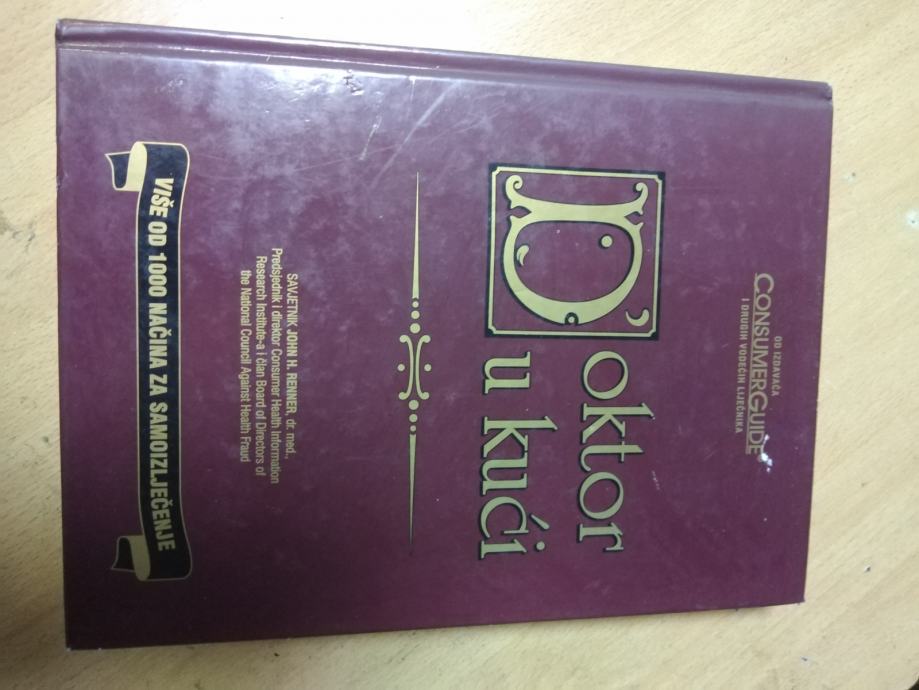 OD IZDAVAČA
CONSUMER GUIDE®
I DRUGIH VODEĆIH LIJEČNIKA
Doktor
u kući
SAVJETNIK JOHN H. RENNER, dr. med.,
Predsjednik i direktor Consumer Health Information
Research Institute-a i član Board of Directors of
the National Council Against Health Fraud
VIŠE OD 1000 NAČINA ZA SAMOIZLJEČENJE